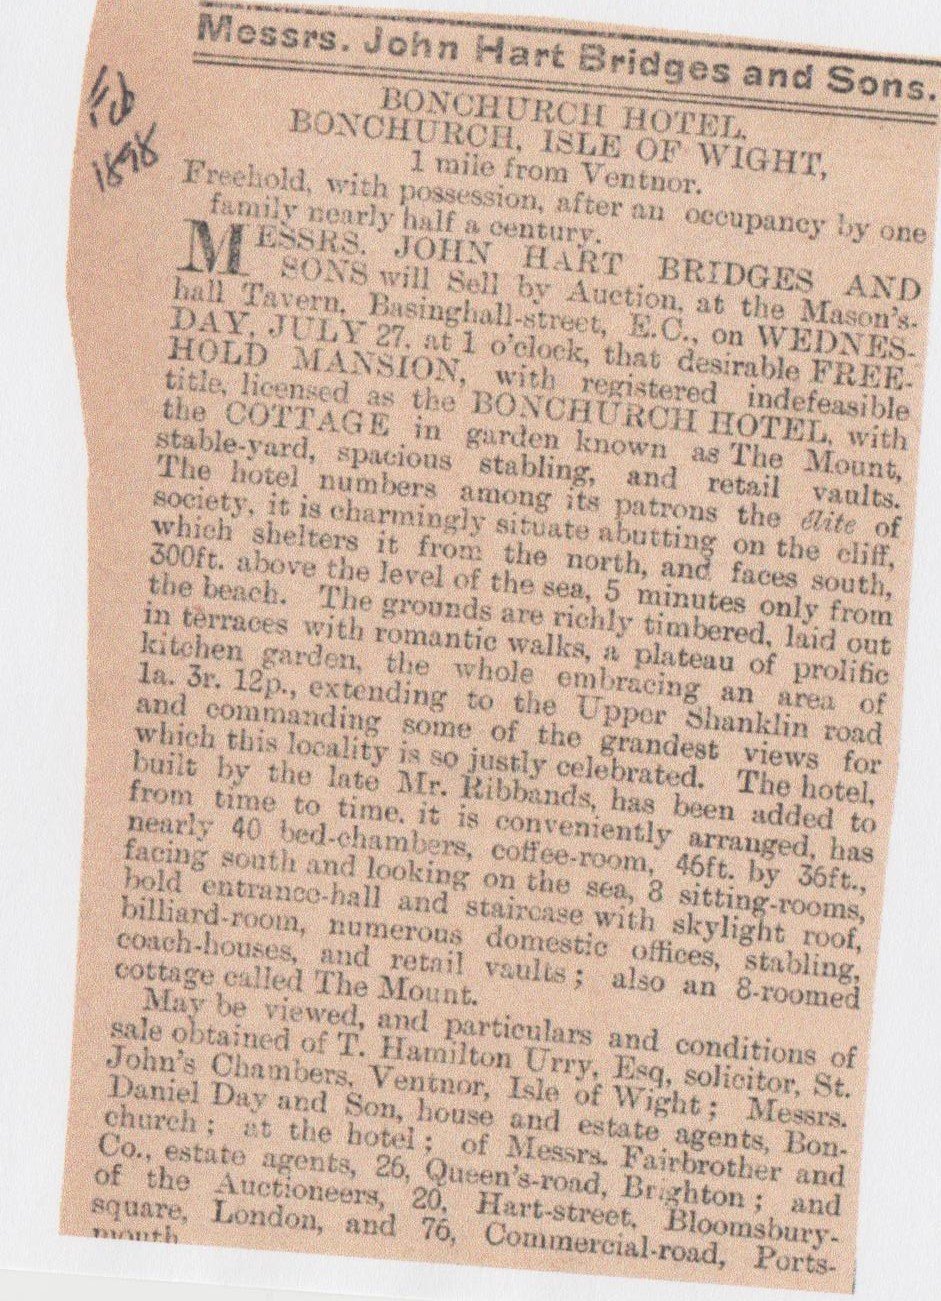 Messrs. John Hart Bridges and Sons.
1898
BONCHURCH HOTEL,
BONCHURCH, ISLE OF WIGHT,
1 mile from Ventnor.
Freehold, with possession, after an occupancy by one
family nearly half a century.
MESSRS. JOHN HART BRIDGES AND
SONS will Sell by Auction, at the Mason's-
hall Tavern, Basinghall-street, E.C., on WEDNES-
DAY, JULY 27, at 1 o'clock, that desirable FREE-
HOLD MANSION, with registered indefeasible
title, licensed as the BONCHURCH HOTEL, with
the COTTAGE in garden known as The Mount,
stable-yard, spacious stabling, and retail vaults.
The hotel numbers among its patrons the élite of
society, it is charmingly situate abutting on the cliff,
which shelters it from the north, and faces south,
300ft. above the level of the sea, 5 minutes only from
the beach. The grounds are richly timbered, laid out
in terraces with romantic walks, a plateau of prolific
kitchen garden, the whole embracing an area of
1a. 3r. 12p., extending to the Upper Shanklin road
and commanding some of the grandest views for
which this locality is so justly celebrated. The hotel,
built by the late Mr. Ribbands, has been added to
from time to time, it is conveniently arranged, has
nearly 40 bed-chambers, coffee-room, 46ft. by 36ft.,
facing south and looking on the sea, 8 sitting-rooms,
bold entrance-hall and staircase with skylight roof,
billiard-room, numerous domestic offices, stabling,
coach-houses, and retail vaults; also an 8-roomed
cottage called The Mount.
May be viewed, and particulars and conditions of
sale obtained of T. Hamilton Urry, Esq, solicitor, St.
John's Chambers, Ventnor, Isle of Wight; Messrs.
Daniel Day and Son, house and estate agents, Bon-
church; at the hotel; of Messrs. Fairbrother and
Co., estate agents, 26, Queen's-road, Brighton; and
of the Auctioneers, 20, Hart-street, Bloomsbury-
square, London, and 76, Commercial-road, Ports-
mouth